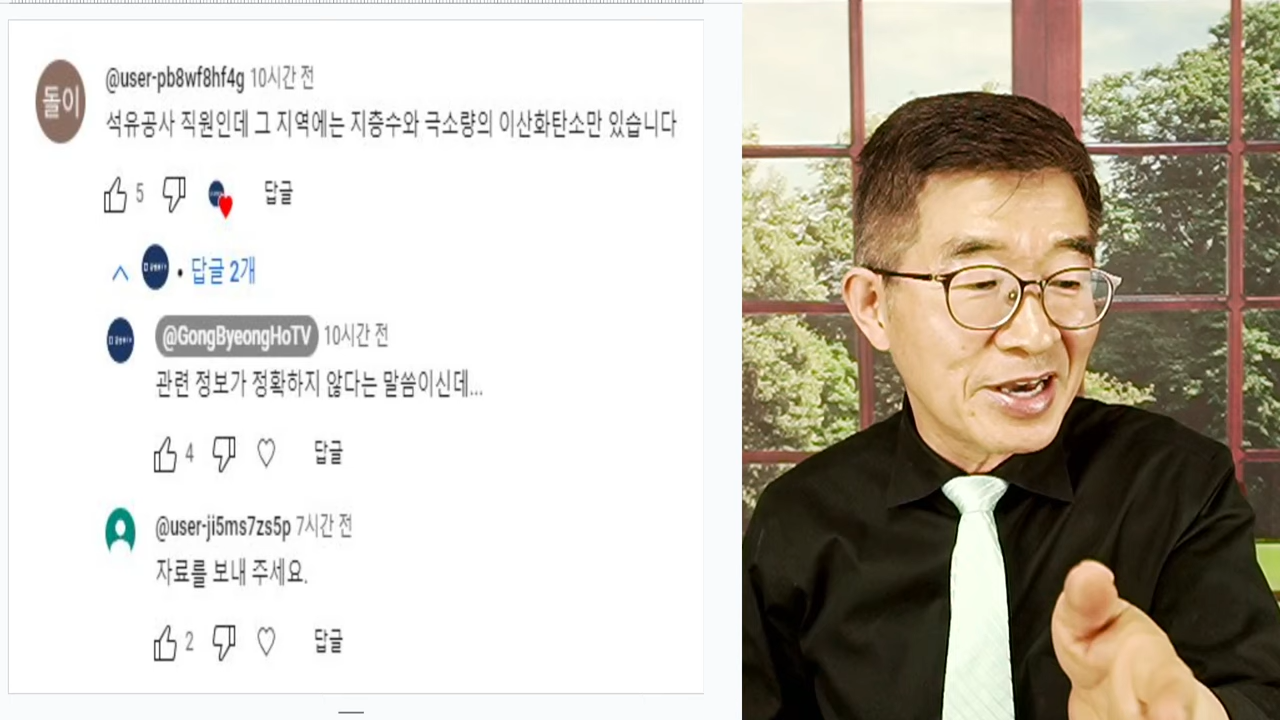 돌이
@user-pb8wf8hf4g 10시간 전
석유공사 직원인데 그 지역에는 지층수와 극소량의 이산화탄소만 있습니다
5 답글
답글 2개
@GongByeongHoTV 10시간 전
관련 정보가 정확하지 않다는 말씀이신데...
4 답글
@user-ji5ms7zs5p 7시간 전
자료를 보내 주세요.
2 답글